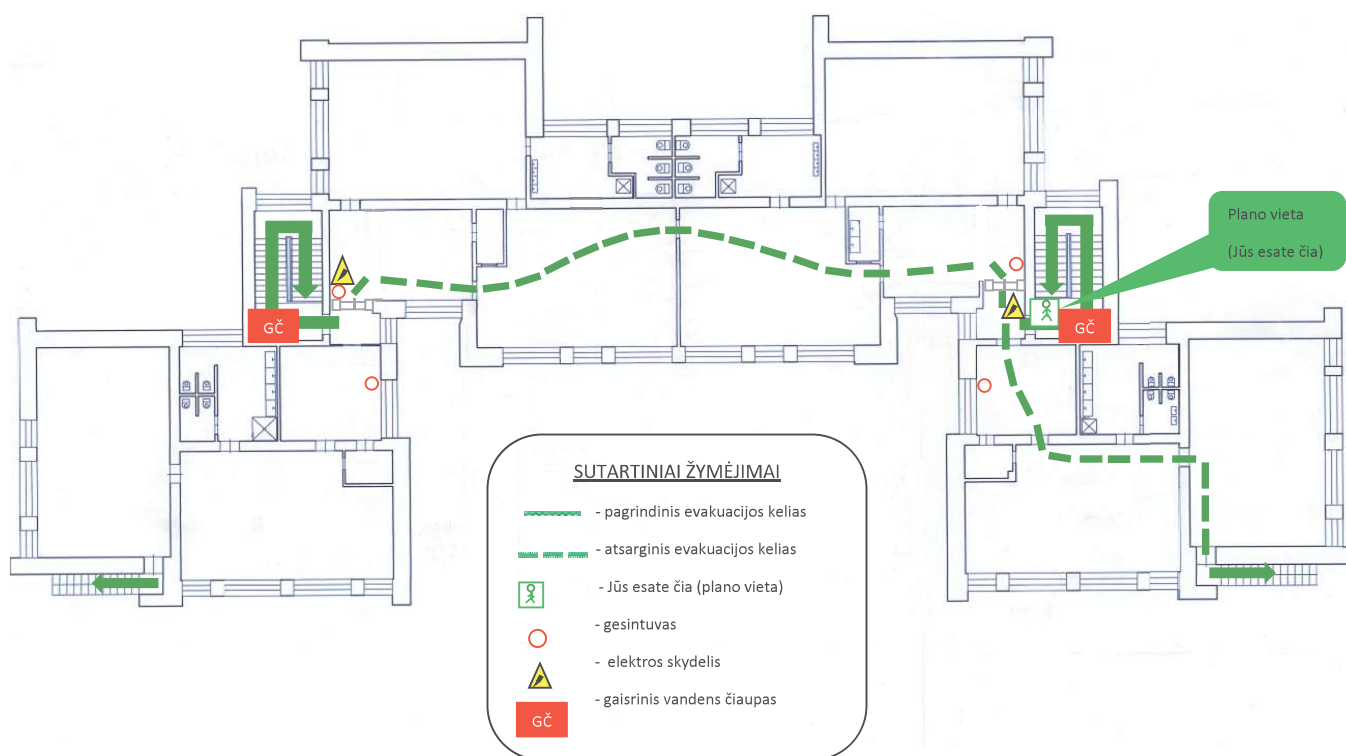 Plano vieta
(Jūs esate čia)
GČ
GČ
SUTARTINIAI ŽYMĖJIMAI
- pagrindinis evakuacijos kelias
- atsarginis evakuacijos kelias
- Jūs esate čia (plano vieta)
- gesintuvas
- elektros skydelis
- gaisrinis vandens čiaupas
GČ